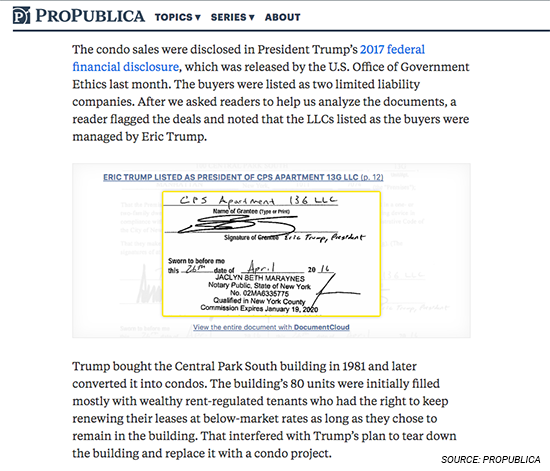 PROPUBLICA TOPICS ▾ SERIES ▾ ABOUT
The condo sales were disclosed in President Trump’s 2017 federal
financial disclosure, which was released by the U.S. Office of Government
Ethics last month. The buyers were listed as two limited liability
companies. After we asked readers to help us analyze the documents, a
reader flagged the deals and noted that the LLCs listed as the buyers were
managed by Eric Trump.
ERIC TRUMP LISTED AS PRESIDENT OF CPS APARTMENT 13G LLC (p. 12)
CPS Apartment 13G LLC
Name of Grantee (Type or Print)
Signature of Grantee Eric Trump, President
Sworn to before me
this 26th date of April 2016
JACLYN BETH MARAYNES
Notary Public, State of New York
No. 02MA6335775
Qualified in New York County
Commission Expires January 19, 2020
View the entire document with DocumentCloud
Trump bought the Central Park South building in 1981 and later
converted it into condos. The building’s 80 units were initially filled
mostly with wealthy rent-regulated tenants who had the right to keep
renewing their leases at below-market rates as long as they chose to
remain in the building. That interfered with Trump’s plan to tear down
the building and replace it with a condo project.
SOURCE: PROPUBLICA